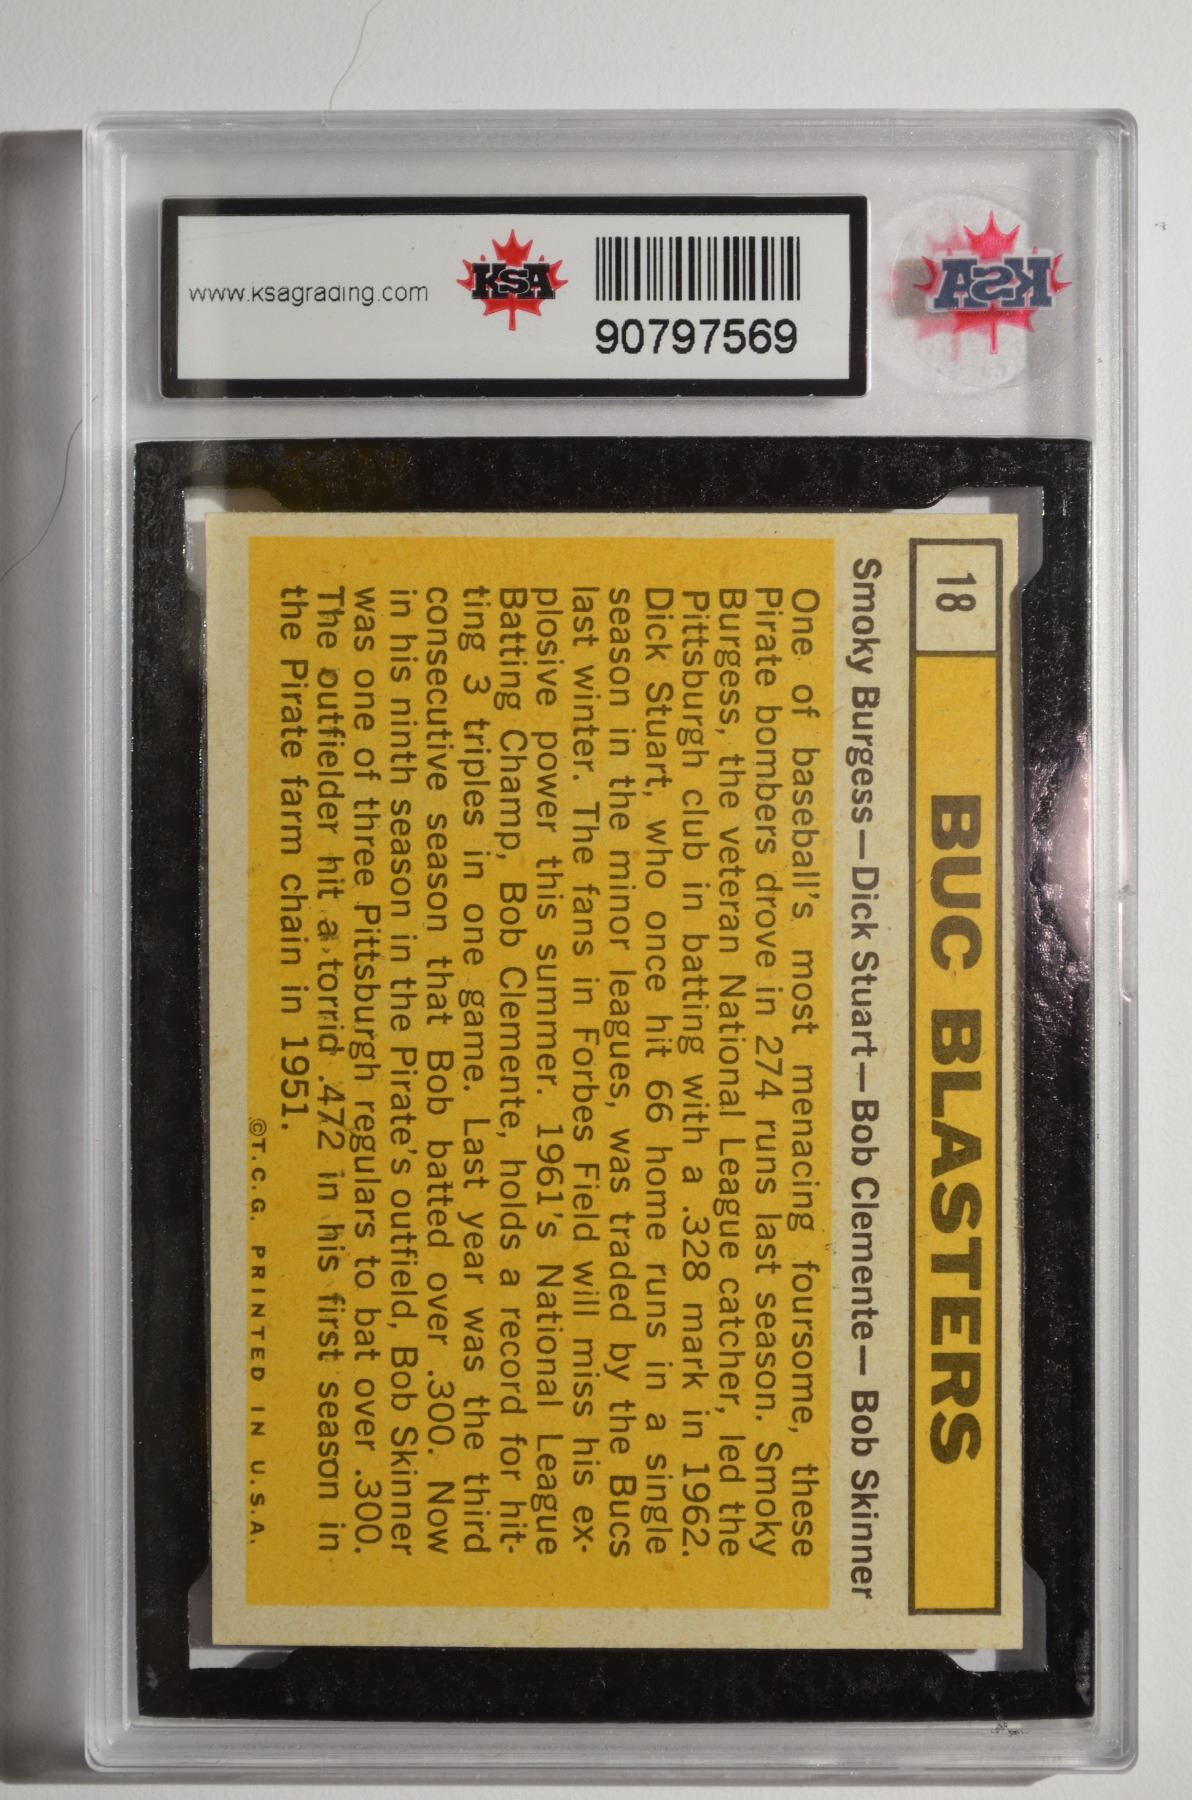 www.ksagrading.com
KSA
90797569
KSA
18
BUC BLASTERS
Smoky Burgess—Dick Stuart—Bob Clemente— Bob Skinner
One of baseball's most menacing foursome, these
Pirate bombers drove in 274 runs last season. Smoky
Burgess, the veteran National League catcher, led the
Pittsburgh club in batting with a .328 mark in 1962.
Dick Stuart, who once hit 66 home runs in a single
season in the minor leagues, was traded by the Bucs
last winter. The fans in Forbes Field will miss his ex-
plosive power this summer. 1961's National League
Batting Champ, Bob Clemente, holds a record for hit-
ting 3 triples in one game. Last year was the third
consecutive season that Bob batted over .300. Now
in his ninth season in the Pirate's outfield, Bob Skinner
was one of three Pittsburgh regulars to bat over .300.
The outfielder hit a torrid .472 in his first season in
the Pirate farm chain in 1951.
©T.C.G. PRINTED IN U.S.A.